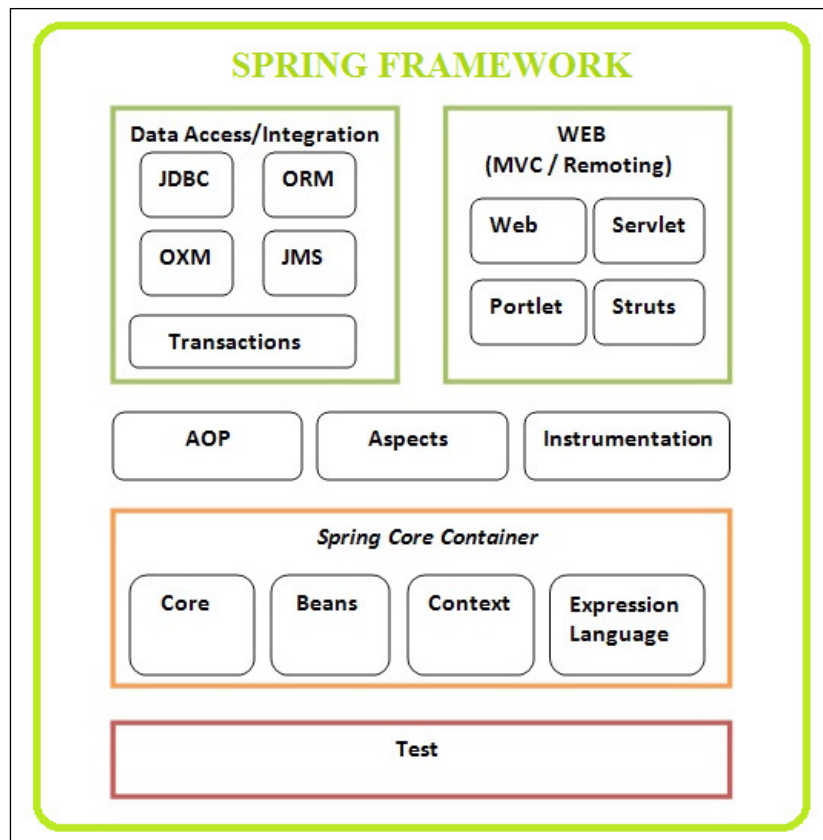 SPRING FRAMEWORK
Data Access/Integration
JDBC
ORM
OXM
JMS
Transactions
WEB
(MVC / Remoting)
Web
Servlet
Portlet
Struts
AOP
Aspects
Instrumentation
Spring Core Container
Core
Beans
Context
Expression
Language
Test